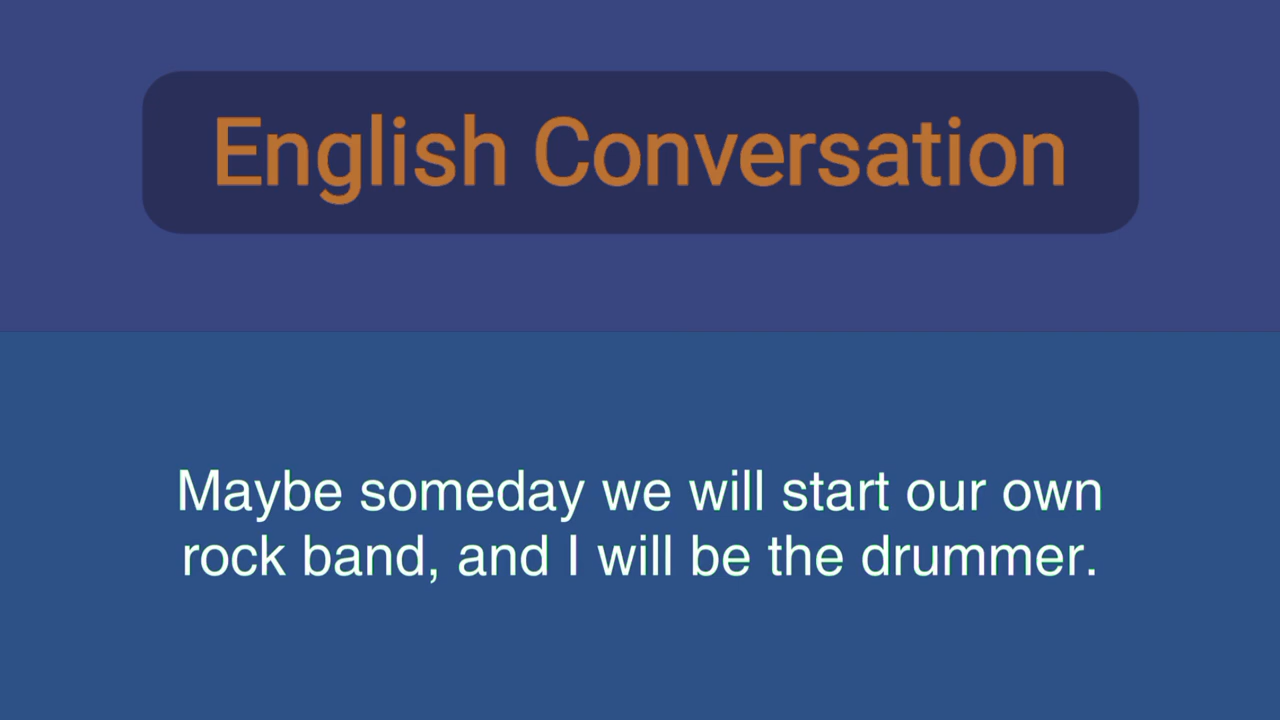 English Conversation
Maybe someday we will start our own
rock band, and I will be the drummer.